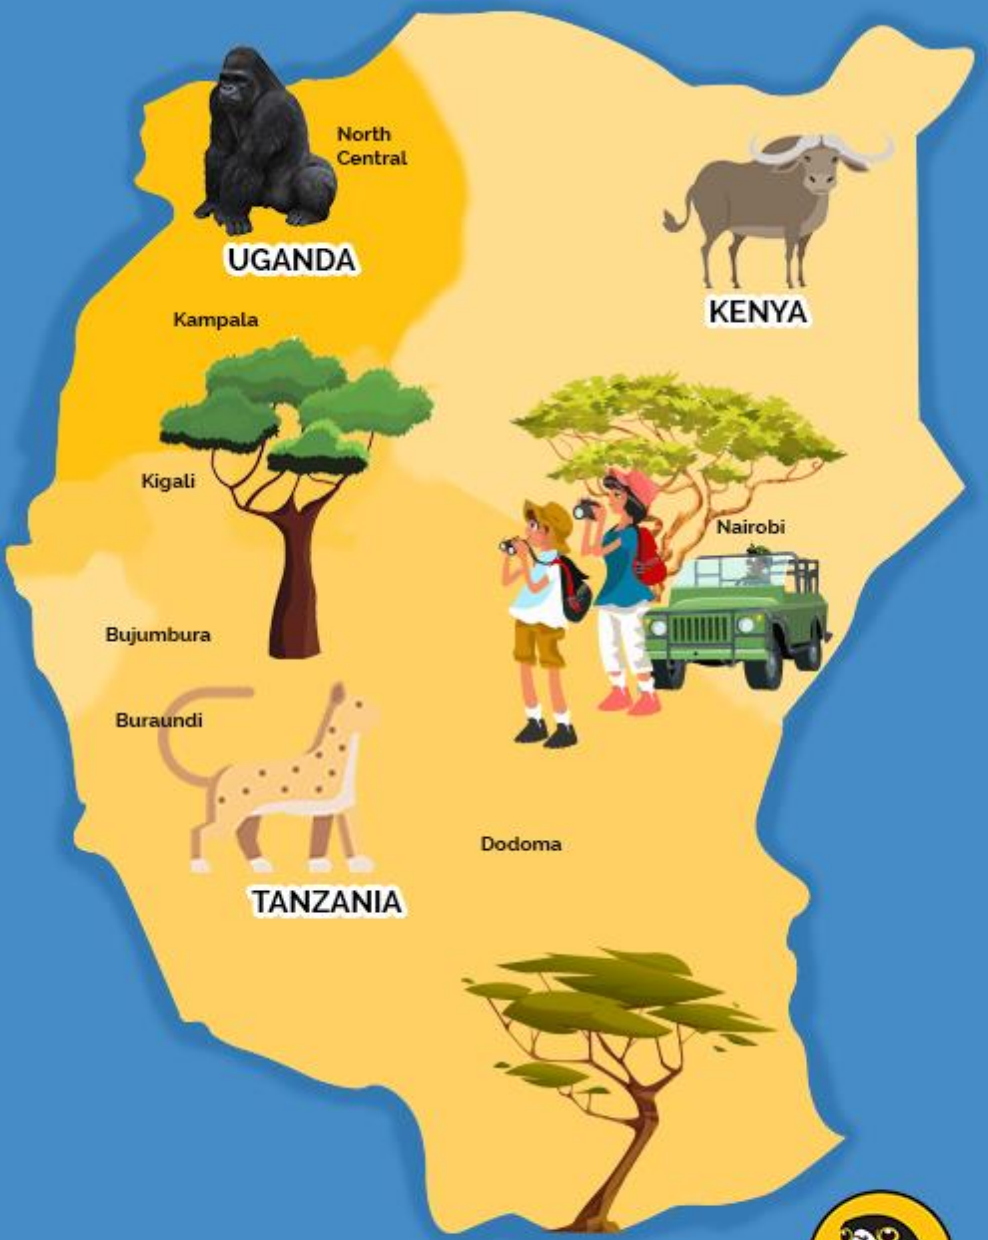 North
Central
UGANDA
KENYA
Kampala
Kigali
Nairobi
Bujumbura
Buraundi
Dodoma
TANZANIA